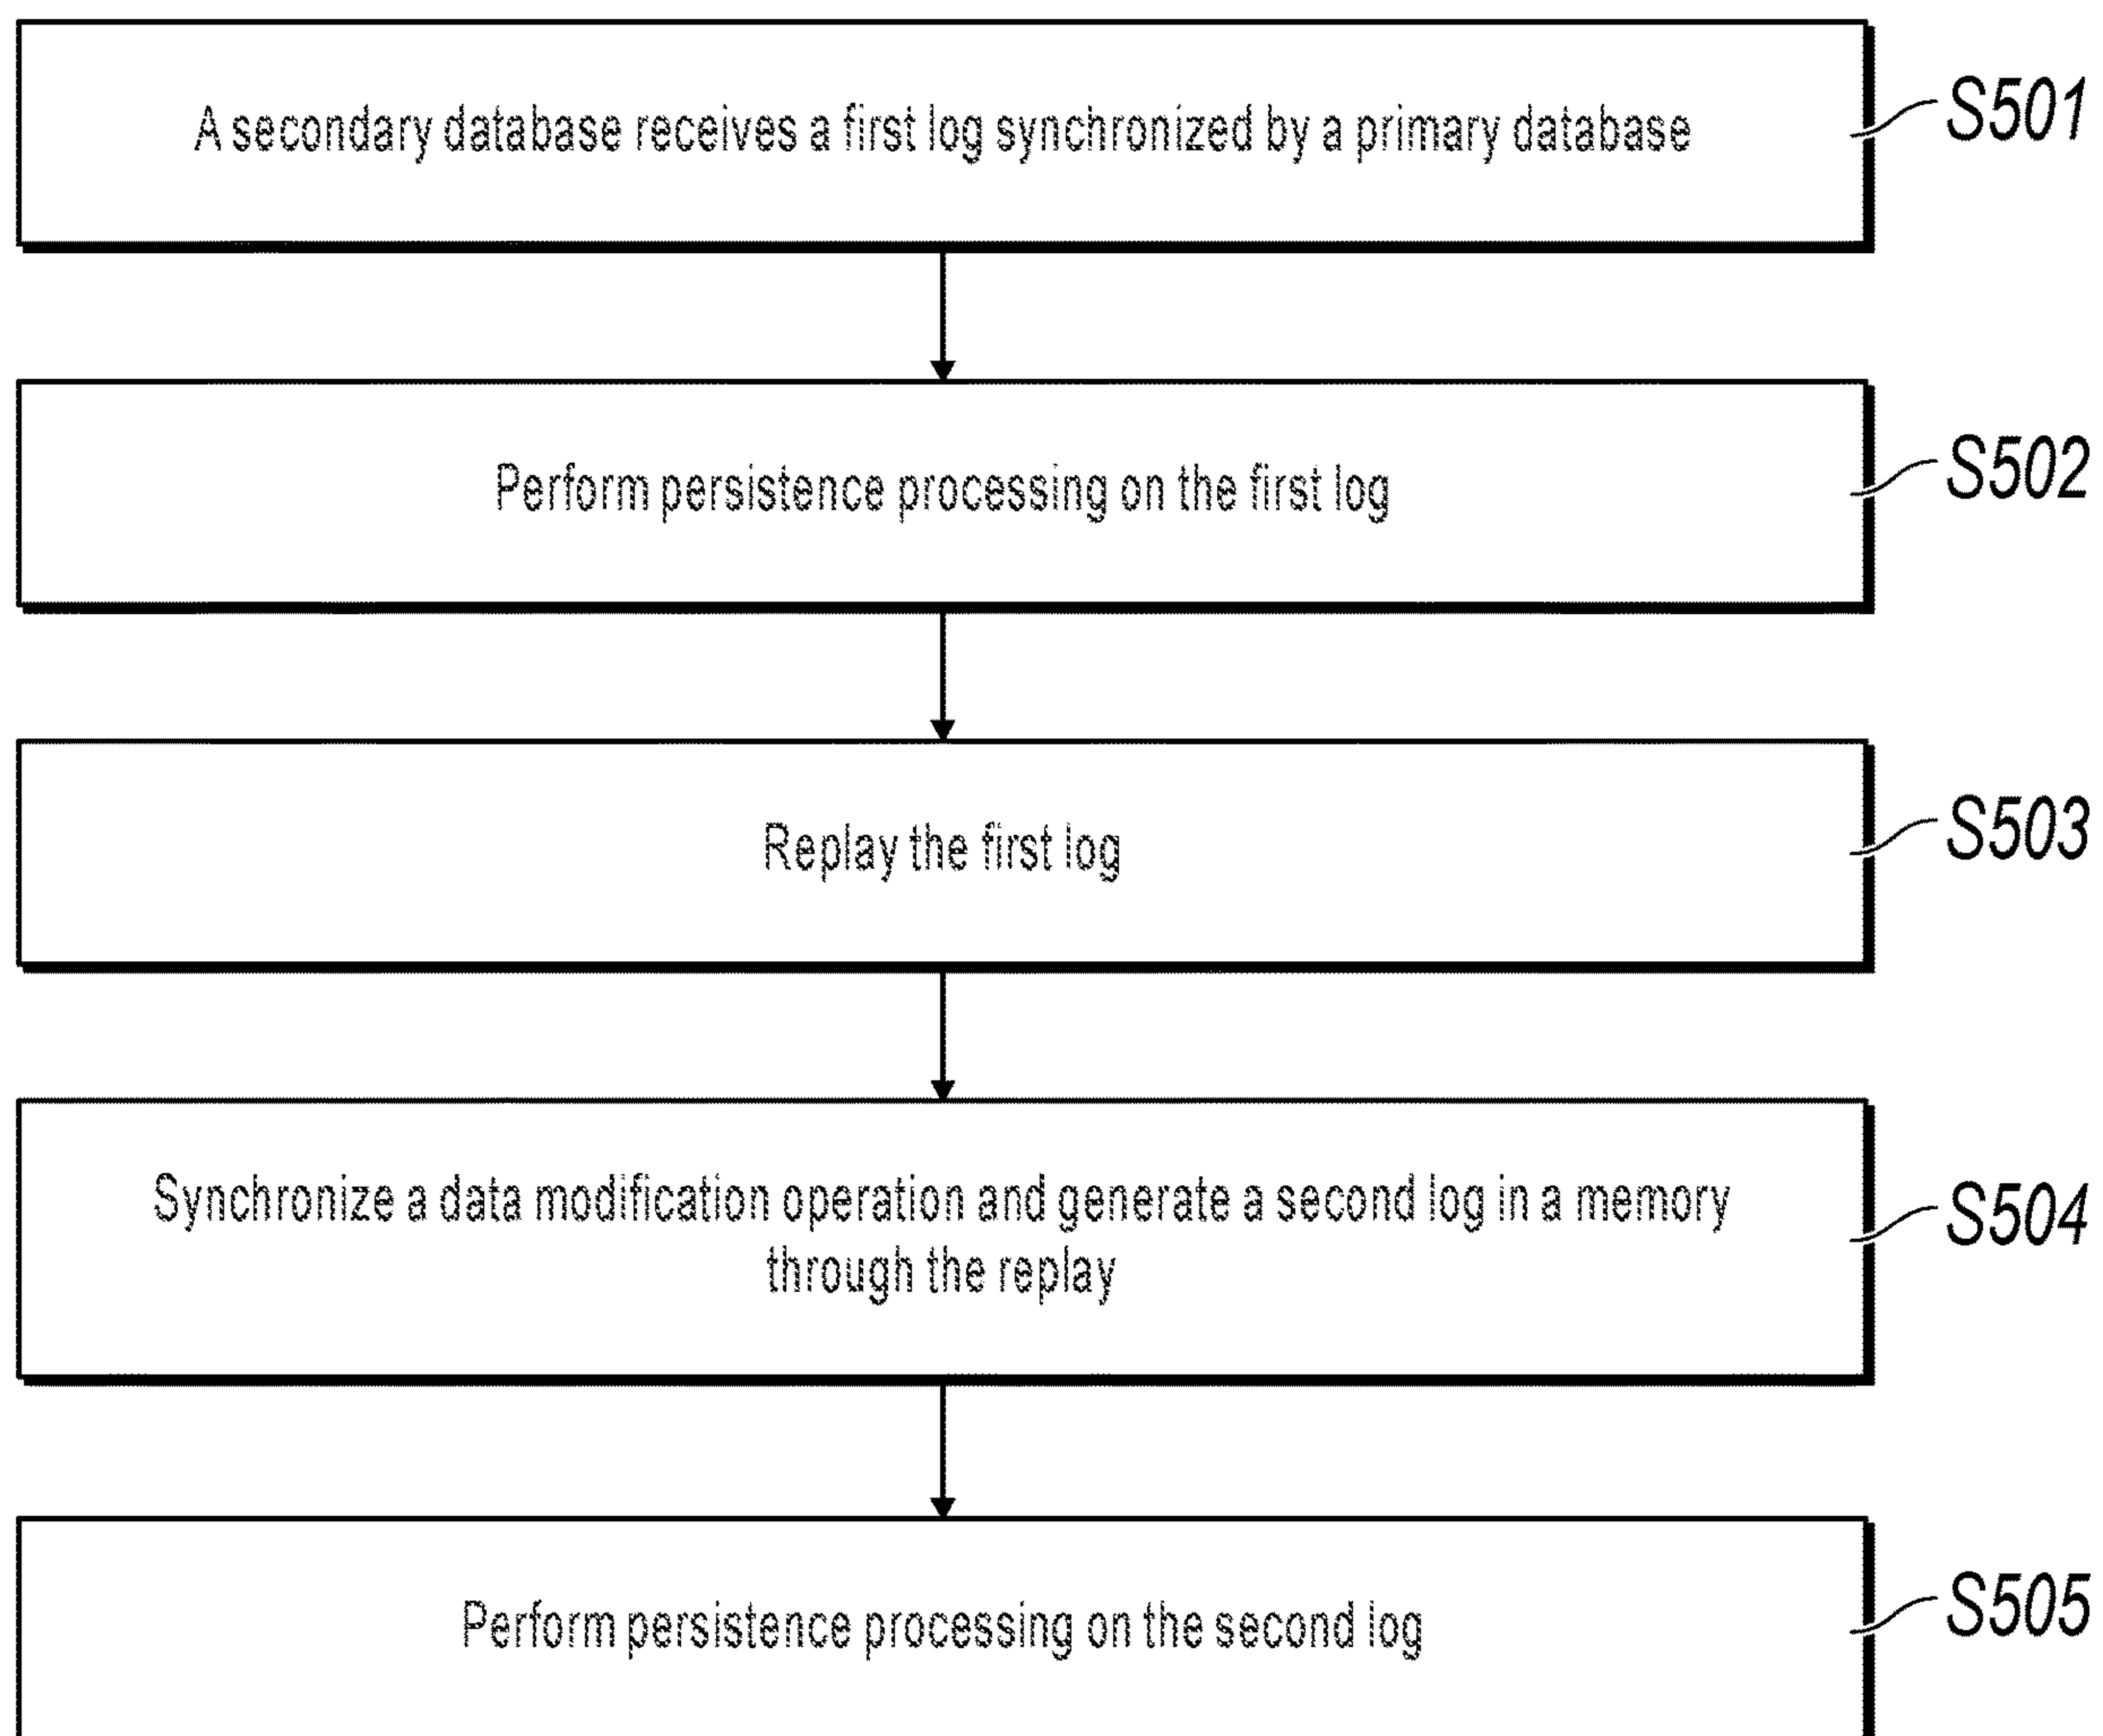 A secondary database receives a first log synchronized by a primary database
S501
Perform persistence processing on the first log
S502
Replay the first log
S503
Synchronize a data modification operation and generate a second log in a memory
through the replay
S504
Perform persistence processing on the second log
S505